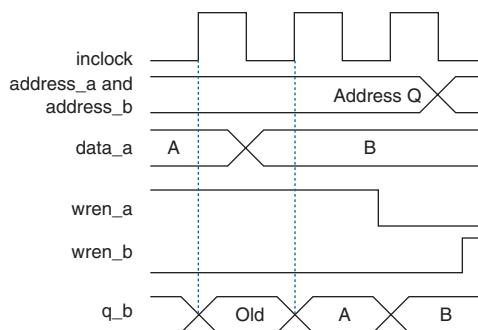 inclock
address_a and
address_b
Address Q
data_a
A
B
wren_a
wren_b
q_b
Old
A
B